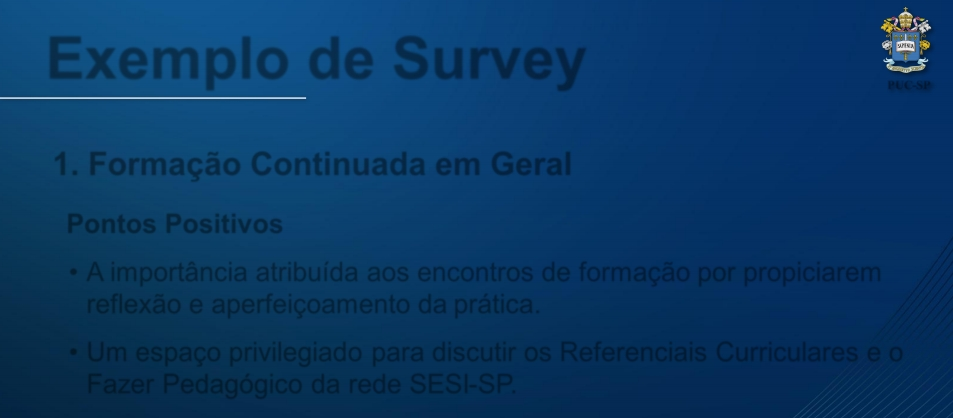 Exemplo de Survey
SAPIENTIA
PUC-SP
1. Formação Continuada em Geral
Pontos Positivos
• A importância atribuída aos encontros de formação por propiciarem
reflexão e aperfeiçoamento da prática.
• Um espaço privilegiado para discutir os Referenciais Curriculares e o
Fazer Pedagógico da rede SESI-SP.